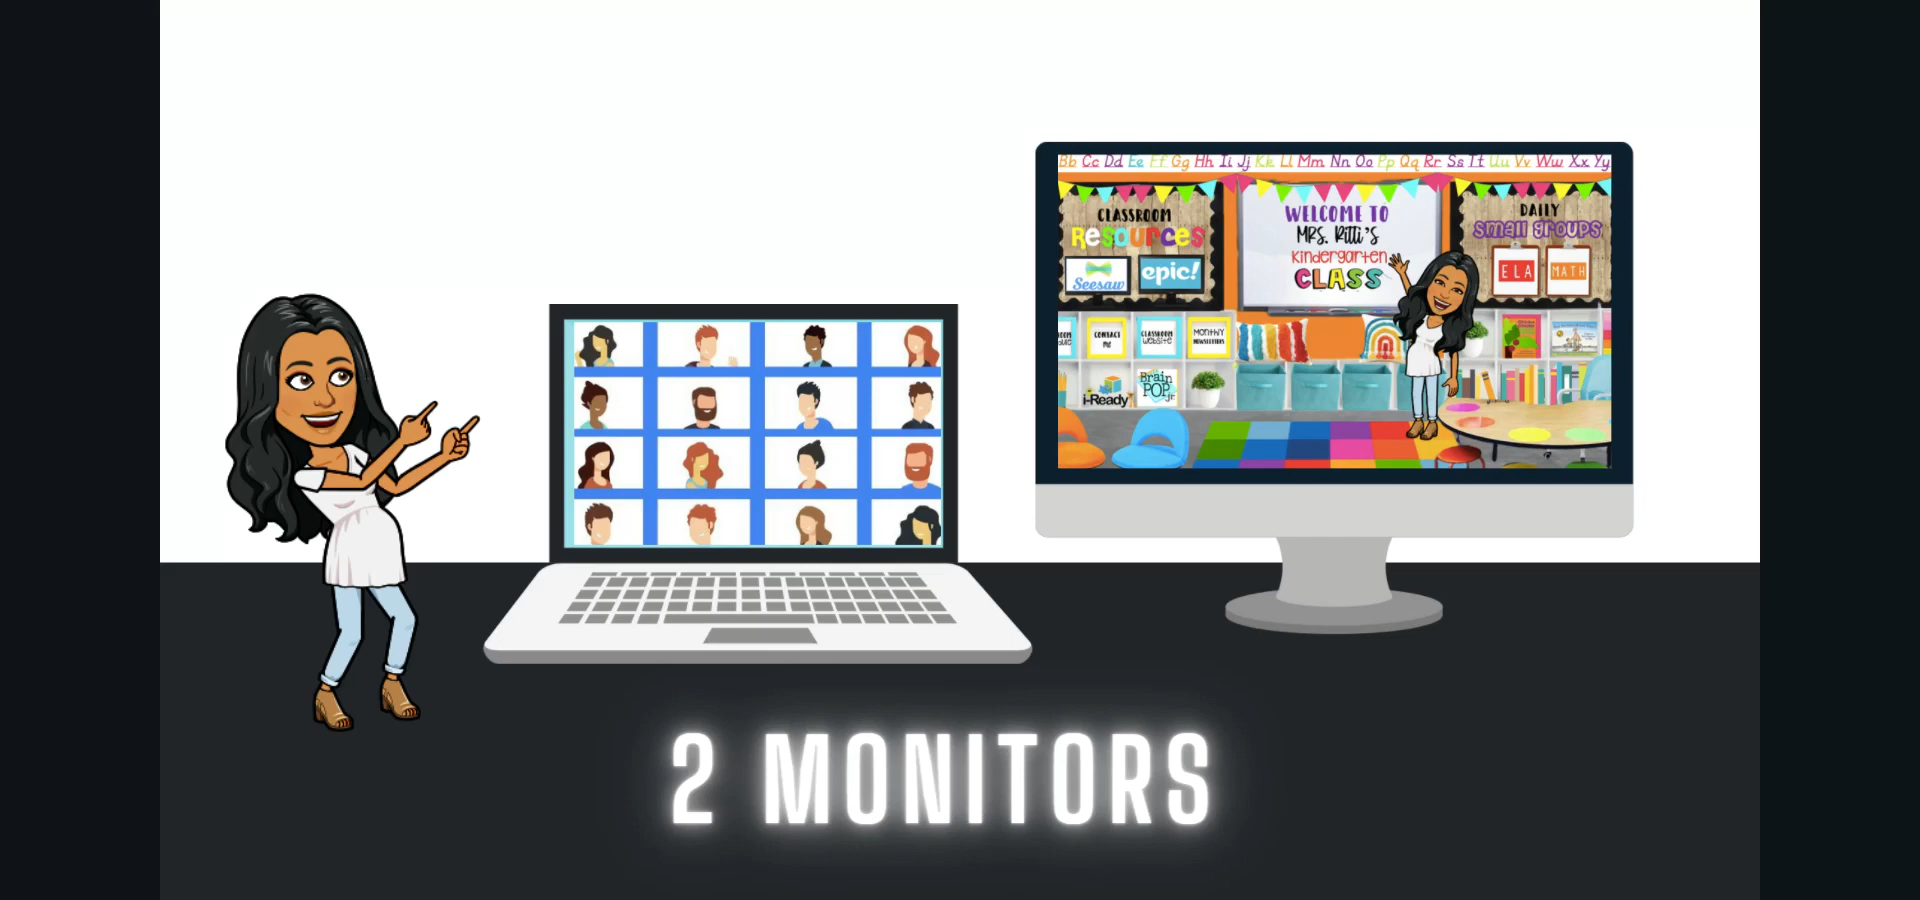 Bb Cc Dd Ee Ff Gg Hh Ii Jj Kk Ll Mm Nn Oo Pp Qq Rr Ss Tt Uu Vv Ww Xx Yy
CLASSROOM
Resources
Seesaw
epic!
WELCOME TO
MRS. Ritti's
Kindergarten
CLASS
DAILY
small groups
ELA
MATH
CONTACT
me
CLASSROOM
website
MONTHLY
NEWSLETTERS
i-Ready
Brain
POP
jr.
2 MONITORS